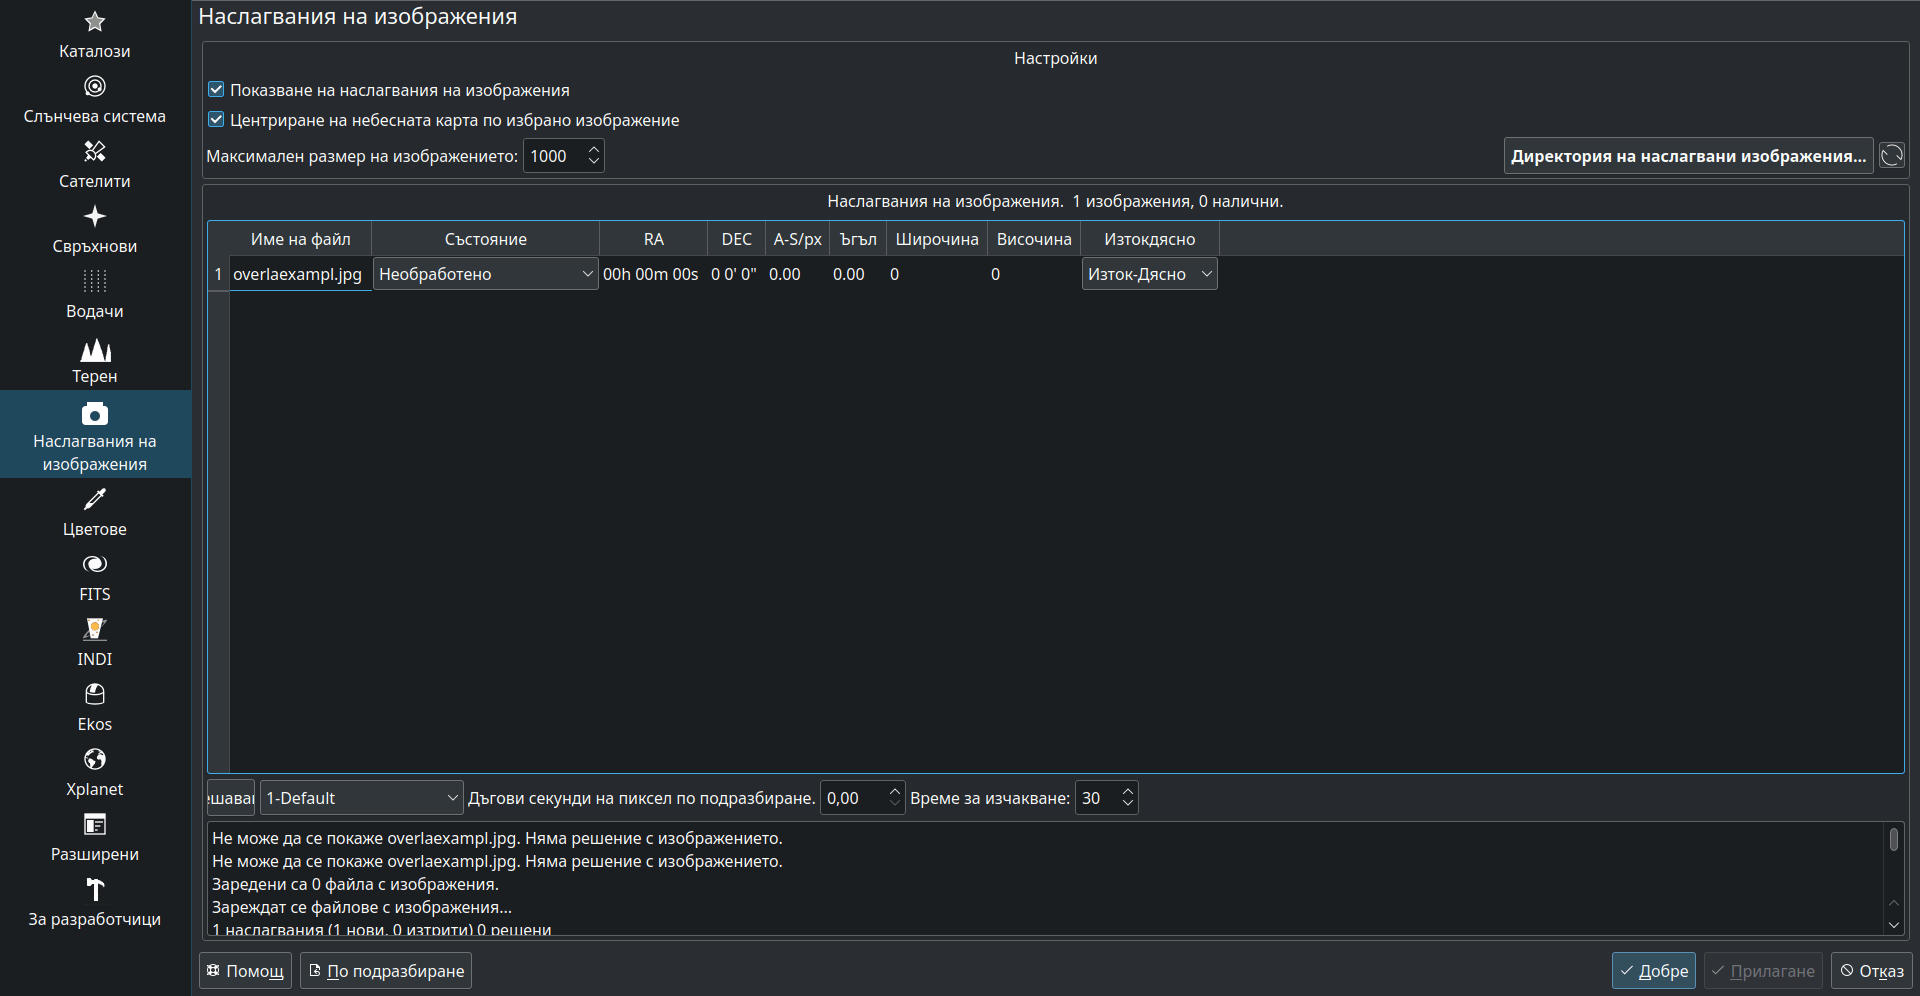 Каталози
Слънчева система
Сателити
Свръхнови
Водачи
Терен
Наслагвания на
изображения
Цветове
FITS
INDI
Ekos
Xplanet
Разширени
За разработчици
Наслагвания на изображения
Настройки
Показване на наслагвания на изображения
Центриране на небесната карта по избрано изображение
Максимален размер на изображението: 1000 Директория на наслагвани изображения...
Наслагвания на изображения. 1 изображения, 0 налични.
Име на файл Състояние RA DEC A-S/px Ъгъл Широчина Височина Изтокдясно
1 overlaexampl.jpg Необработено 00h 00m 00s 0 0' 0" 0.00 0.00 0 0 Изток-Дясно
1-Default Дъгови секунди на пиксел по подразбиране. 0,00 Време за изчакване: 30
Не може да се покаже overlaexampl.jpg. Няма решение с изображението.
Не може да се покаже overlaexampl.jpg. Няма решение с изображението.
Заредени са 0 файла с изображения.
Зареждат се файлове с изображения...
1 наслагвания (1 нови, 0 изтрити) 0 решени
Помощ По подразбиране Добре Прилагане Отказ